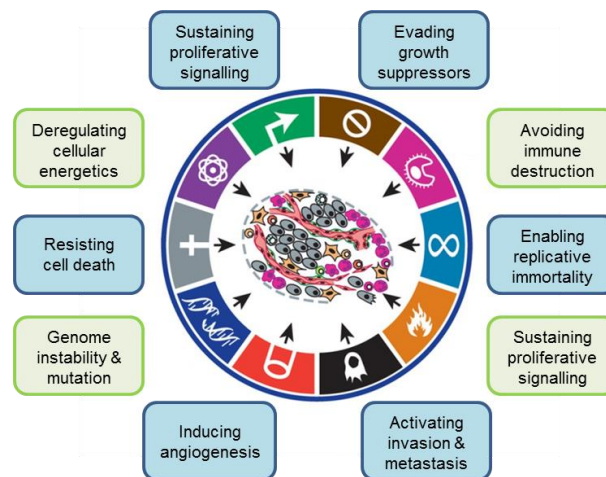 Sustaining
proliferative
signalling
Evading
growth
suppressors
Deregulating
cellular
energetics
Avoiding
immune
destruction
Resisting
cell death
Enabling
replicative
immortality
Genome
instability &
mutation
Sustaining
proliferative
signalling
Inducing
angiogenesis
Activating
invasion &
metastasis